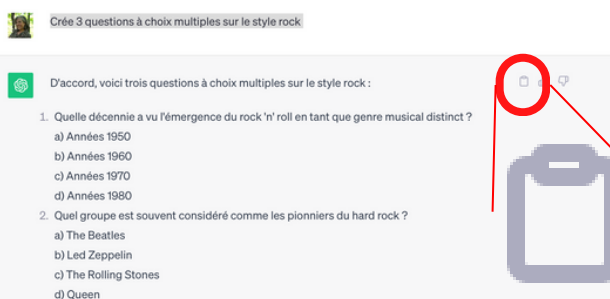 Crée 3 questions à choix multiples sur le style rock
D'accord, voici trois questions à choix multiples sur le style rock :
1. Quelle décennie a vu l'émergence du rock 'n' roll en tant que genre musical distinct ?
a) Années 1950
b) Années 1960
c) Années 1970
d) Années 1980
2. Quel groupe est souvent considéré comme les pionniers du hard rock ?
a) The Beatles
b) Led Zeppelin
c) The Rolling Stones
d) Queen